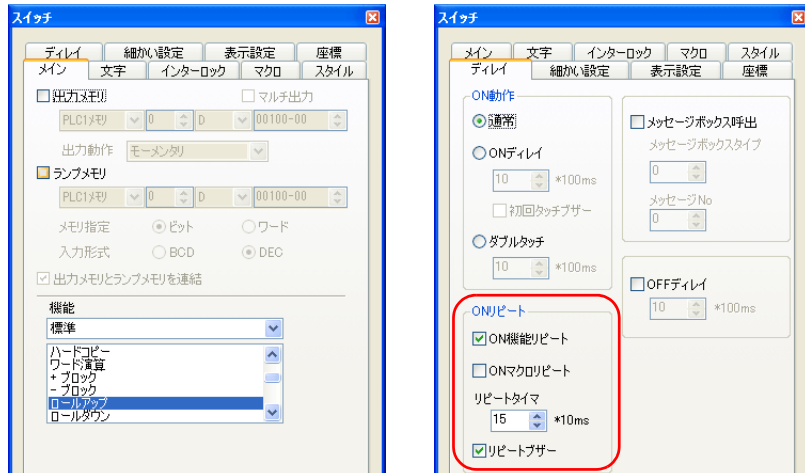 スイッチ
ディレイ 細かい設定 表示設定 座標
メイン 文字 インターロック マクロ スタイル
出力メモリ マルチ出力
PLC1メモリ 0 D 00100-00
出力動作 モーメンタリ
ランプメモリ
PLC1メモリ 0 D 00100-00
メモリ指定 ビット ワード
入力形式 BCD DEC
出力メモリとランプメモリを連結
機能
標準
ハードコピー
ワード演算
+ ブロック
- ブロック
ロールアップ
ロールダウン
スイッチ
メイン 文字 インターロック マクロ スタイル
ディレイ 細かい設定 表示設定 座標
ON動作
通常
ONディレイ
10 *100ms
初回タッチブザー
ダブルタッチ
10 *100ms
ONリピート
ON機能リピート
ONマクロリピート
リピートタイマ
15 *10ms
リピートブザー
メッセージボックス呼出
メッセージボックスタイプ
0
メッセージNo
0
OFFディレイ
10 *100ms